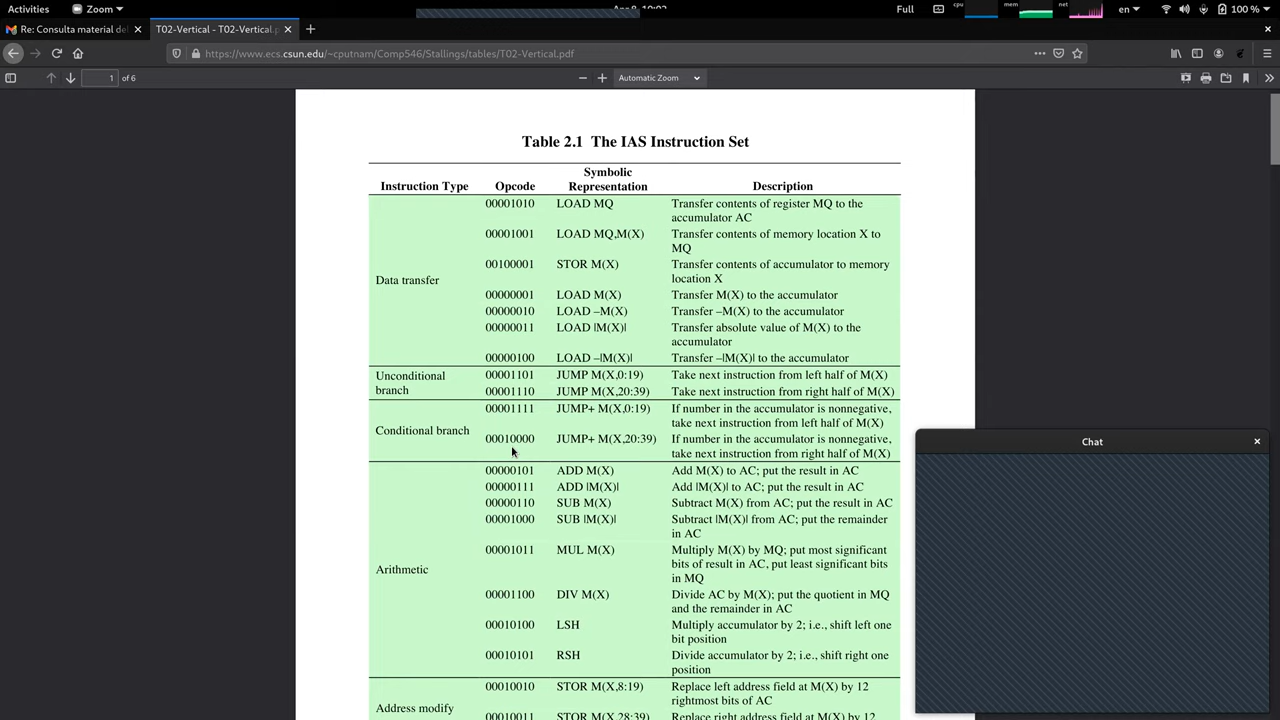 Activities Zoom Full cpu mem net en 100 %
Re: Consulta material de
T02-Vertical - T02-Vertical.p
https://www.ecs.csun.edu/~cputnam/Comp546/Stallings/tables/T02-Vertical.pdf
1 of 6 Automatic Zoom
Table 2.1 The IAS Instruction Set
Symbolic
Instruction Type Opcode Representation Description
00001010 LOAD MQ Transfer contents of register MQ to the
accumulator AC
00001001 LOAD MQ,M(X) Transfer contents of memory location X to
MQ
00100001 STOR M(X) Transfer contents of accumulator to memory
Data transfer location X
00000001 LOAD M(X) Transfer M(X) to the accumulator
00000010 LOAD –M(X) Transfer –M(X) to the accumulator
00000011 LOAD |M(X)| Transfer absolute value of M(X) to the
accumulator
00000100 LOAD –|M(X)| Transfer –|M(X)| to the accumulator
Unconditional 00001101 JUMP M(X,0:19) Take next instruction from left half of M(X)
branch 00001110 JUMP M(X,20:39) Take next instruction from right half of M(X)
00001111 JUMP+ M(X,0:19) If number in the accumulator is nonnegative,
take next instruction from left half of M(X)
Conditional branch 00010000 JUMP+ M(X,20:39) If number in the accumulator is nonnegative,
take next instruction from right half of M(X)
00000101 ADD M(X) Add M(X) to AC; put the result in AC
00000111 ADD |M(X)| Add |M(X)| to AC; put the result in AC
00000110 SUB M(X) Subtract M(X) from AC; put the result in AC
00001000 SUB |M(X)| Subtract |M(X)| from AC; put the remainder
in AC
00001011 MUL M(X) Multiply M(X) by MQ; put most significant
bits of result in AC, put least significant bits
Arithmetic in MQ
00001100 DIV M(X) Divide AC by M(X); put the quotient in MQ
and the remainder in AC
00010100 LSH Multiply accumulator by 2; i.e., shift left one
bit position
00010101 RSH Divide accumulator by 2; i.e., shift right one
position
00010010 STOR M(X,8:19) Replace left address field at M(X) by 12
Address modify rightmost bits of AC
00010011 STOR M(X,28:39) Replace right address field at M(X) by 12
Chat